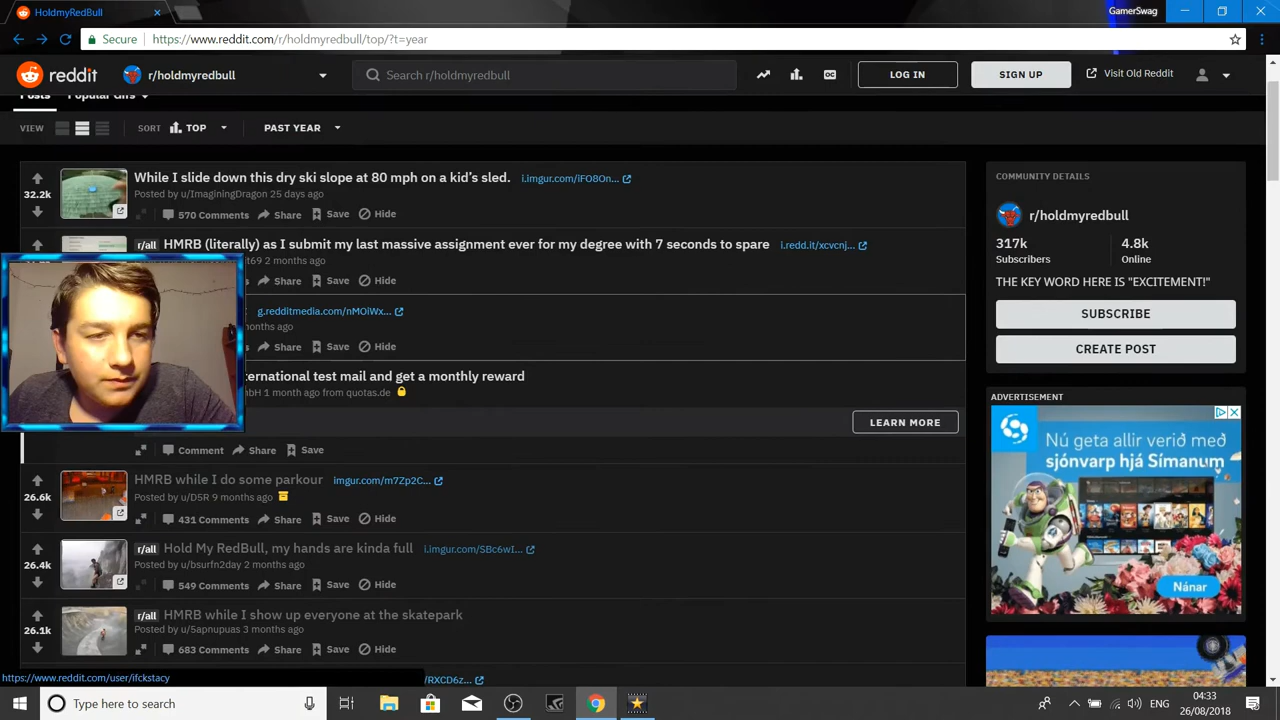 HoldmyRedBull
GamerSwag
Secure https://www.reddit.com/r/holdmyredbull/top/?t=year
reddit r/holdmyredbull Search r/holdmyredbull LOG IN SIGN UP Visit Old Reddit
Posts Popular Gifs
VIEW SORT TOP PAST YEAR
While I slide down this dry ski slope at 80 mph on a kid's sled. i.imgur.com/iFO8On...
32.2k Posted by u/ImaginingDragon 25 days ago
570 Comments Share Save Hide
r/all HMRB (literally) as I submit my last massive assignment ever for my degree with 7 seconds to spare i.redd.it/xcvcnj...
t69 2 months ago
Share Save Hide
g.redditmedia.com/nMOiWx...
months ago
Share Save Hide
ternational test mail and get a monthly reward
bH 1 month ago from quotas.de
LEARN MORE
Comment Share Save
HMRB while I do some parkour imgur.com/m7Zp2C...
26.6k Posted by u/D5R 9 months ago
431 Comments Share Save Hide
r/all Hold My RedBull, my hands are kinda full i.imgur.com/SBc6wI...
26.4k Posted by u/bsurfn2day 2 months ago
549 Comments Share Save Hide
r/all HMRB while I show up everyone at the skatepark
26.1k Posted by u/5apnupuas 3 months ago
683 Comments Share Save Hide
/RXCD6z...
COMMUNITY DETAILS
r/holdmyredbull
317k 4.8k
Subscribers Online
THE KEY WORD HERE IS "EXCITEMENT!"
SUBSCRIBE
CREATE POST
ADVERTISEMENT
Nú geta allir verið með
sjónvarp hjá Símanum
Nánar
https://www.reddit.com/user/ifckstacy
Type here to search
ENG
04:33
26/08/2018